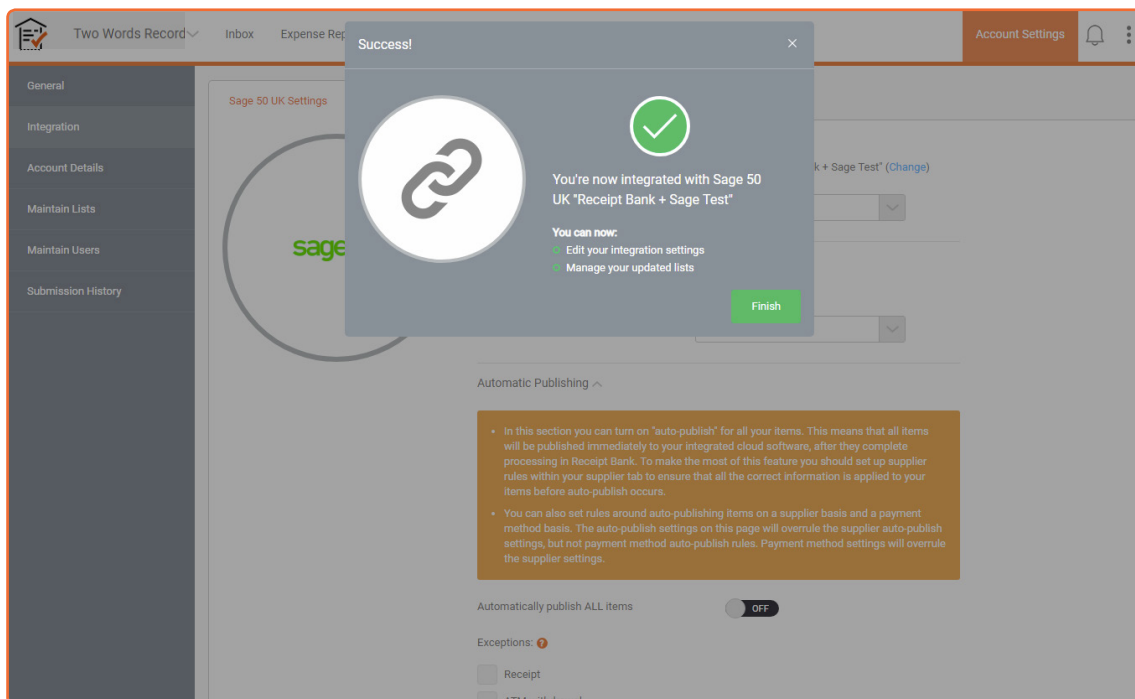 Two Words Record
Inbox
Expense Rep
Account Settings
General
Integration
Account Details
Maintain Lists
Maintain Users
Submission History
Sage 50 UK Settings
sage
Success!
You're now integrated with Sage 50
UK "Receipt Bank + Sage Test"
You can now:
Edit your integration settings
Manage your updated lists
Finish
k + Sage Test" (Change)
Automatic Publishing
• In this section you can turn on "auto-publish" for all your items. This means that all items
will be published immediately to your integrated cloud software, after they complete
processing in Receipt Bank. To make the most of this feature you should set up supplier
rules within your supplier tab to ensure that all the correct information is applied to your
items before auto-publish occurs.
• You can also set rules around auto-publishing items on a supplier basis and a payment
method basis. The auto-publish settings on this page will overrule the supplier auto-publish
settings, but not payment method auto-publish rules. Payment method settings will overrule
the supplier settings.
Automatically publish ALL items
OFF
Exceptions:
Receipt